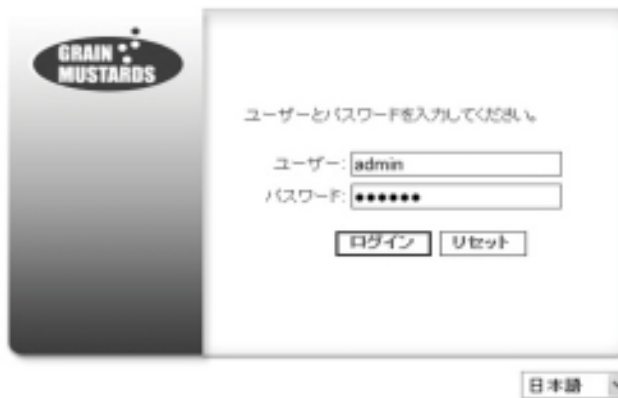 GRAIN
MUSTARDS
ユーザーとパスワードを入力してください。
ユーザー: admin
パスワード: ●●●●●●
ログイン リセット
日本語